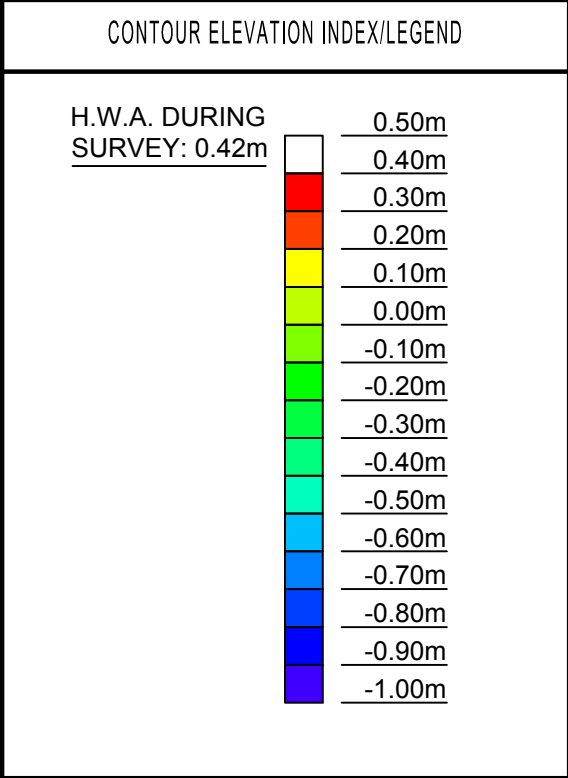 CONTOUR ELEVATION INDEX/LEGEND
H.W.A. DURING
SURVEY: 0.42m
0.50m
0.40m
0.30m
0.20m
0.10m
0.00m
-0.10m
-0.20m
-0.30m
-0.40m
-0.50m
-0.60m
-0.70m
-0.80m
-0.90m
-1.00m